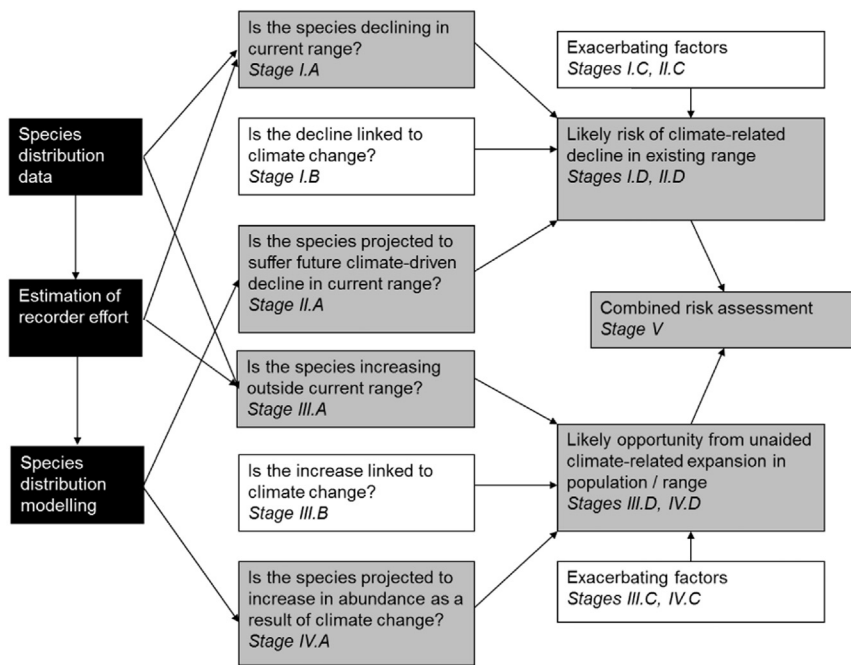 Species
distribution
data
Estimation of
recorder effort
Species
distribution
modelling
Is the species declining in
current range?
Stage I.A
Is the decline linked to
climate change?
Stage I.B
Is the species projected to
suffer future climate-driven
decline in current range?
Stage II.A
Is the species increasing
outside current range?
Stage III.A
Is the increase linked to
climate change?
Stage III.B
Is the species projected to
increase in abundance as a
result of climate change?
Stage IV.A
Exacerbating factors
Stages I.C, II.C
Likely risk of climate-related
decline in existing range
Stages I.D, II.D
Combined risk assessment
Stage V
Likely opportunity from unaided
climate-related expansion in
population / range
Stages III.D, IV.D
Exacerbating factors
Stages III.C, IV.C